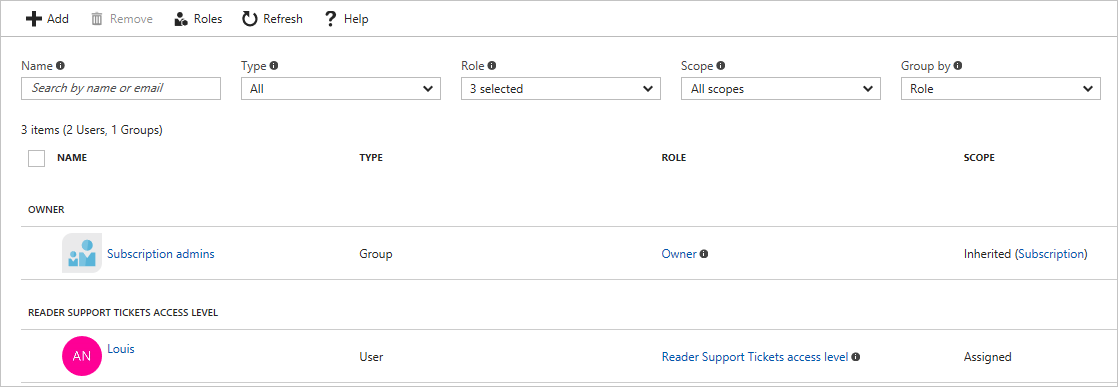 Add Remove Roles Refresh Help
Name Type Role Scope Group by
Search by name or email All 3 selected All scopes Role
3 items (2 Users, 1 Groups)
NAME TYPE ROLE SCOPE
OWNER
Subscription admins Group Owner Inherited (Subscription)
READER SUPPORT TICKETS ACCESS LEVEL
AN Louis User Reader Support Tickets access level Assigned